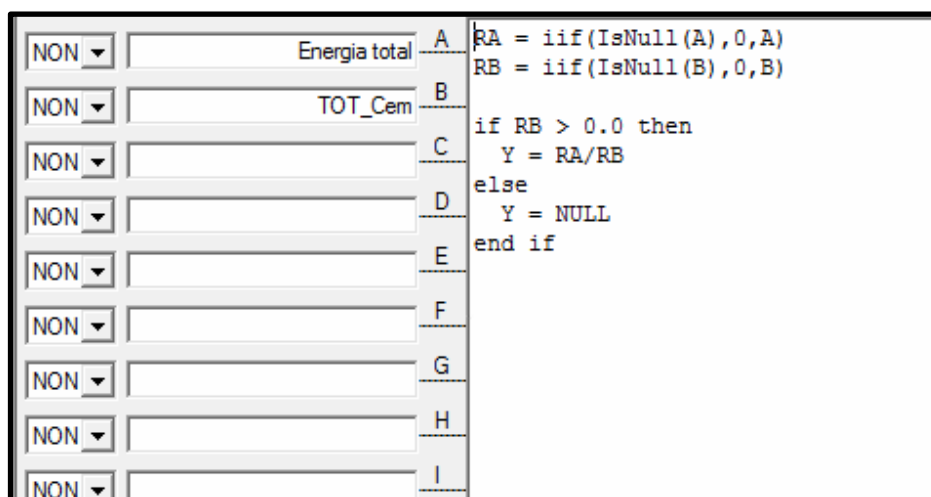 NON Energia total A
NON TOT_Cem B
NON C
NON D
NON E
NON F
NON G
NON H
NON I
RA = iif(IsNull(A),0,A)
RB = iif(IsNull(B),0,B)
if RB > 0.0 then
Y = RA/RB
else
Y = NULL
end if